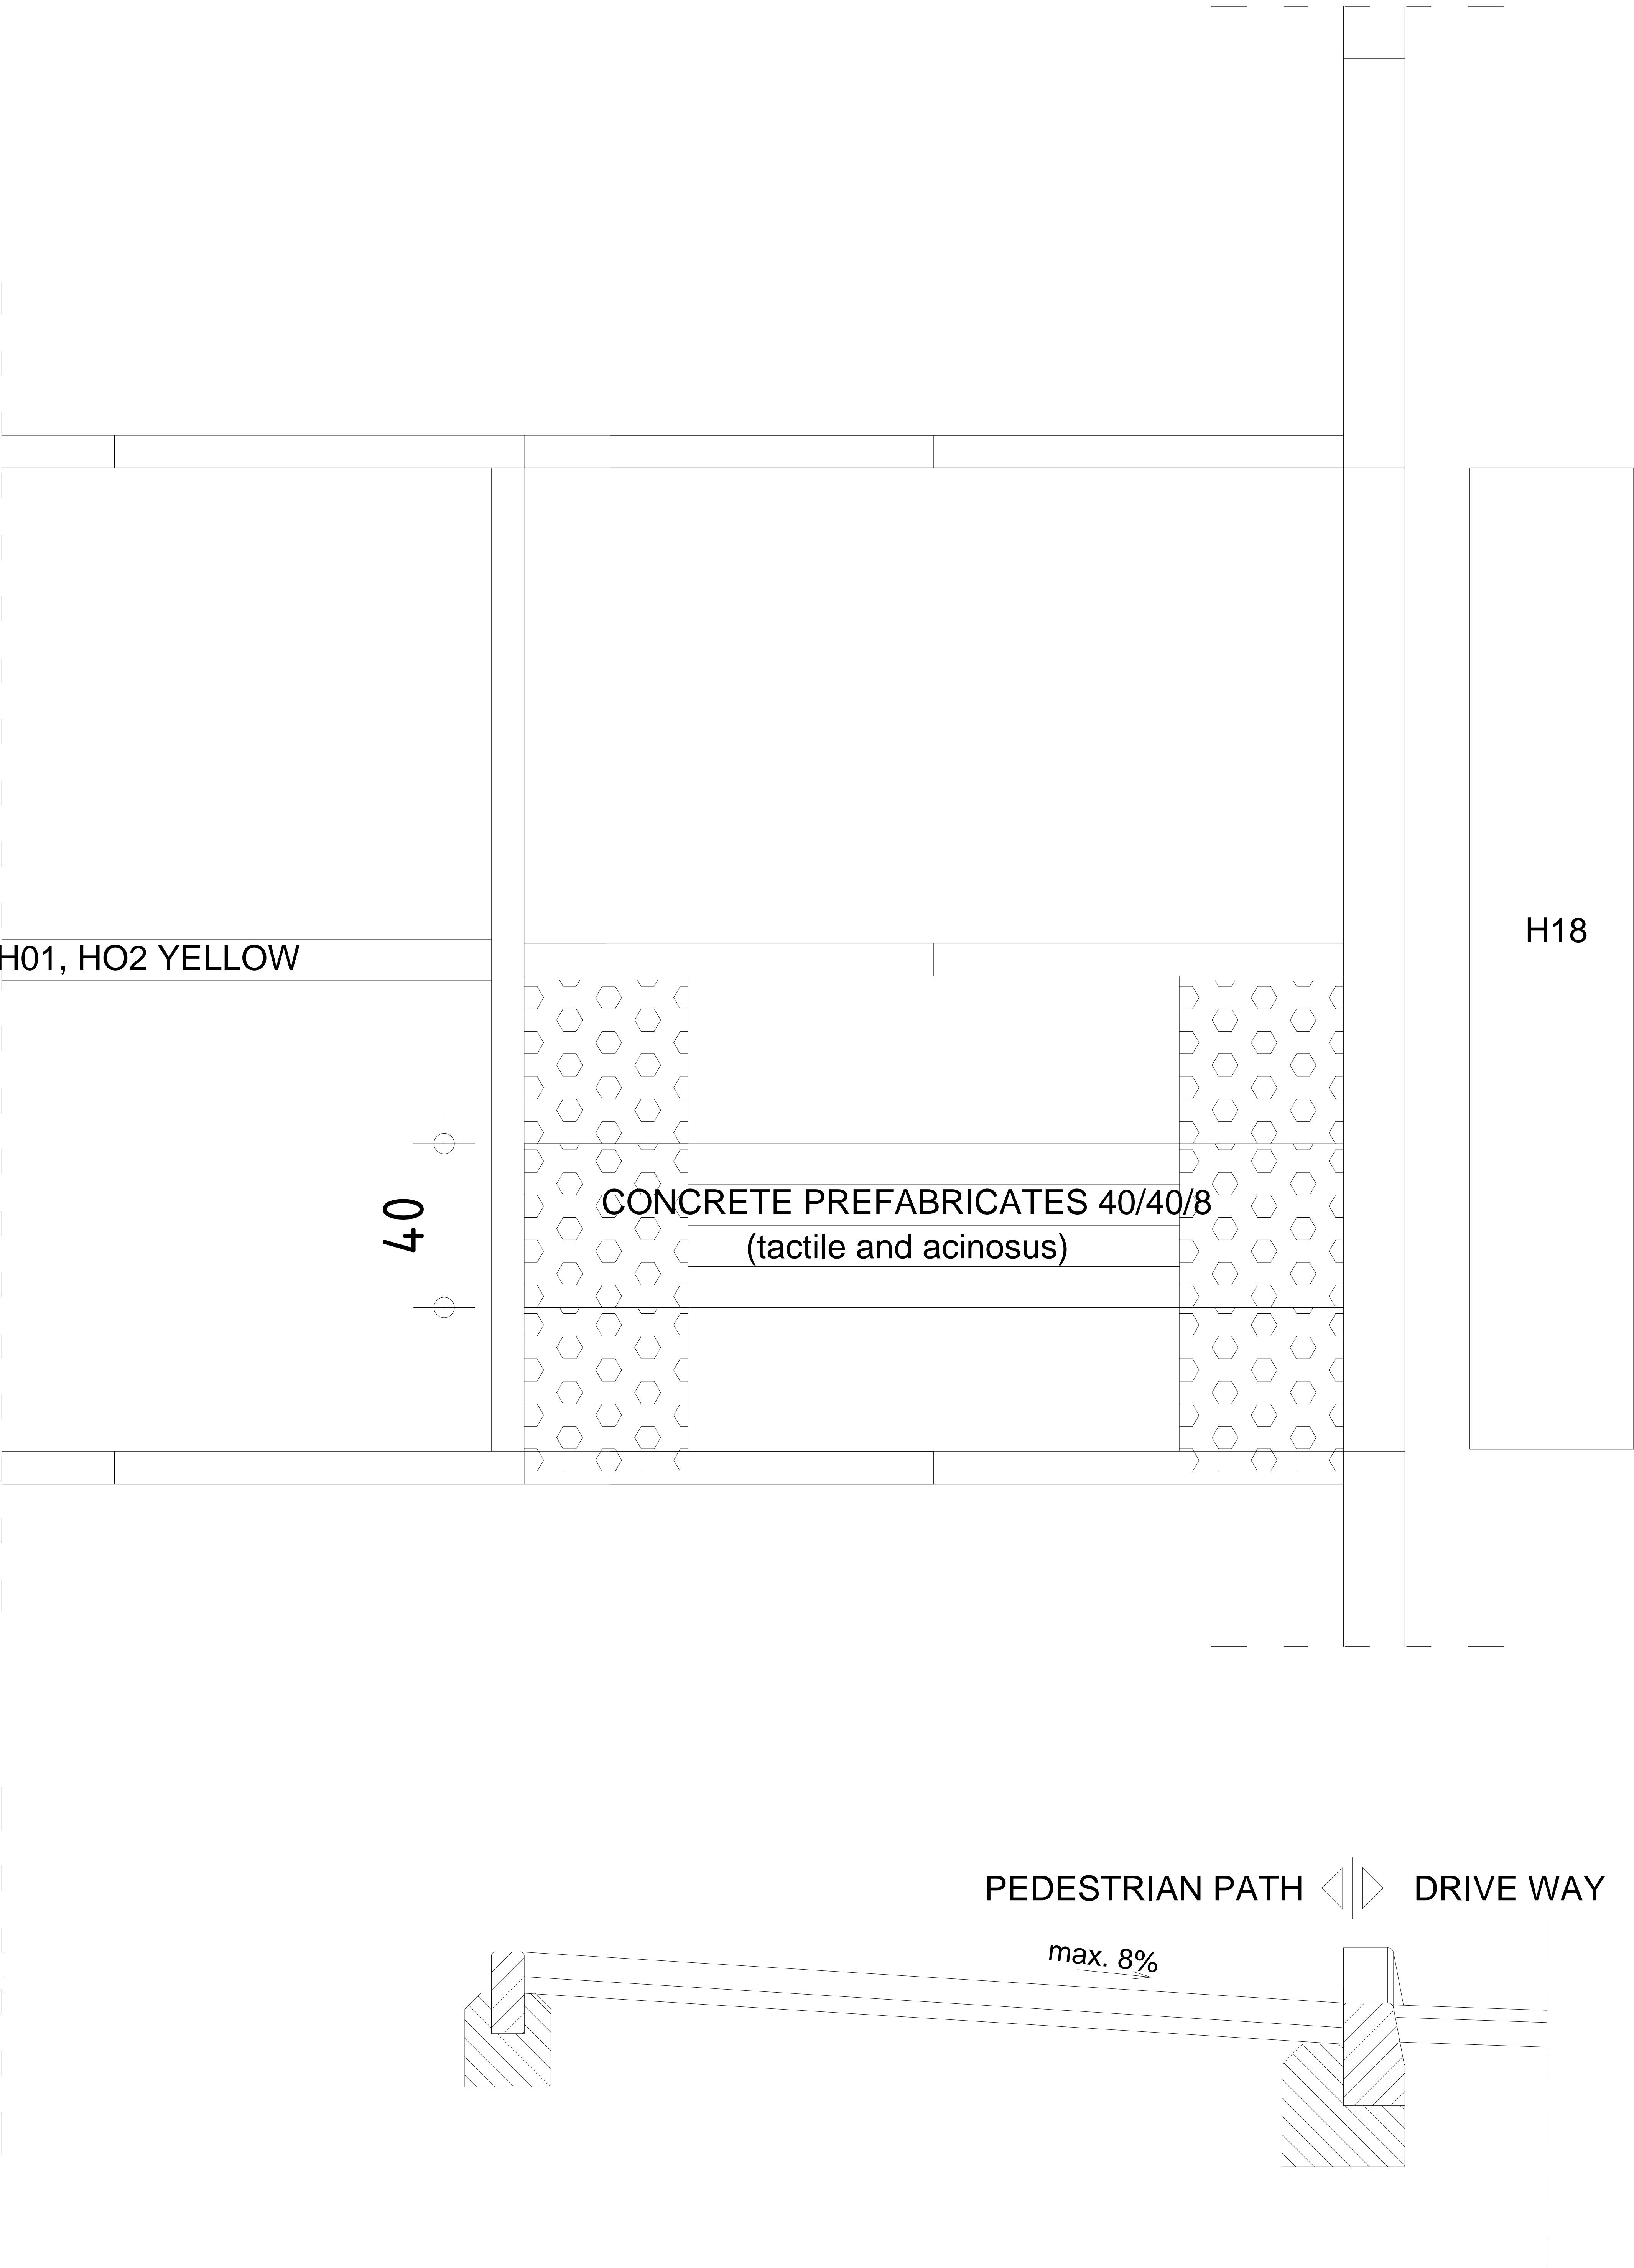 H18
H01, HO2 YELLOW
40
CONCRETE PREFABRICATES 40/40/8
(tactile and acinosus)
PEDESTRIAN PATH
DRIVE WAY
max. 8%